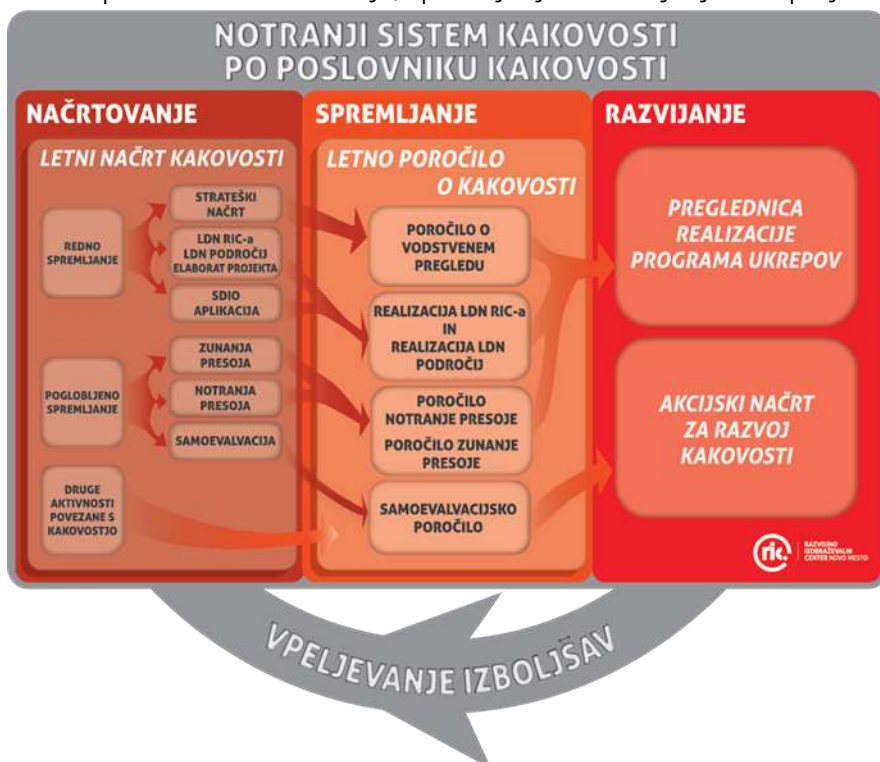 NOTRANJI SISTEM KAKOVOSTI
PO POSLOVNIKU KAKOVOSTI
NAČRTOVANJE
LETNI NAČRT KAKOVOSTI
REDNO
SPREMLJANJE
STRATEŠKI
NAČRT
LDN RIC-a
LDN PODROČIJ
ELABORAT PROJEKTA
SDIO
APLIKACIJA
POGLOBLJENO
SPREMLJANJE
ZUNANJA
PRESOJA
NOTRANJA
PRESOJA
SAMOEVALVACIJA
DRUGE
AKTIVNOSTI
POVEZANE S
KAKOVOSTJO
SPREMLJANJE
LETNO POROČILO
O KAKOVOSTI
POROČILO O
VODSTVENEM
PREGLEDU
REALIZACIJA LDN RIC-a
IN
REALIZACIJA LDN
PODROČIJ
POROČILO
NOTRANJE PRESOJE
POROČILO ZUNANJE
PRESOJE
SAMOEVALVACIJSKO
POROČILO
RAZVIJANJE
PREGLEDNICA
REALIZACIJE
PROGRAMA UKREPOV
AKCIJSKI NAČRT
ZA RAZVOJ
KAKOVOSTI
ric.
RAZVOJNO
IZOBRAŽEVALNI
CENTER NOVO MESTO
VPELJEVANJE IZBOLJŠAV